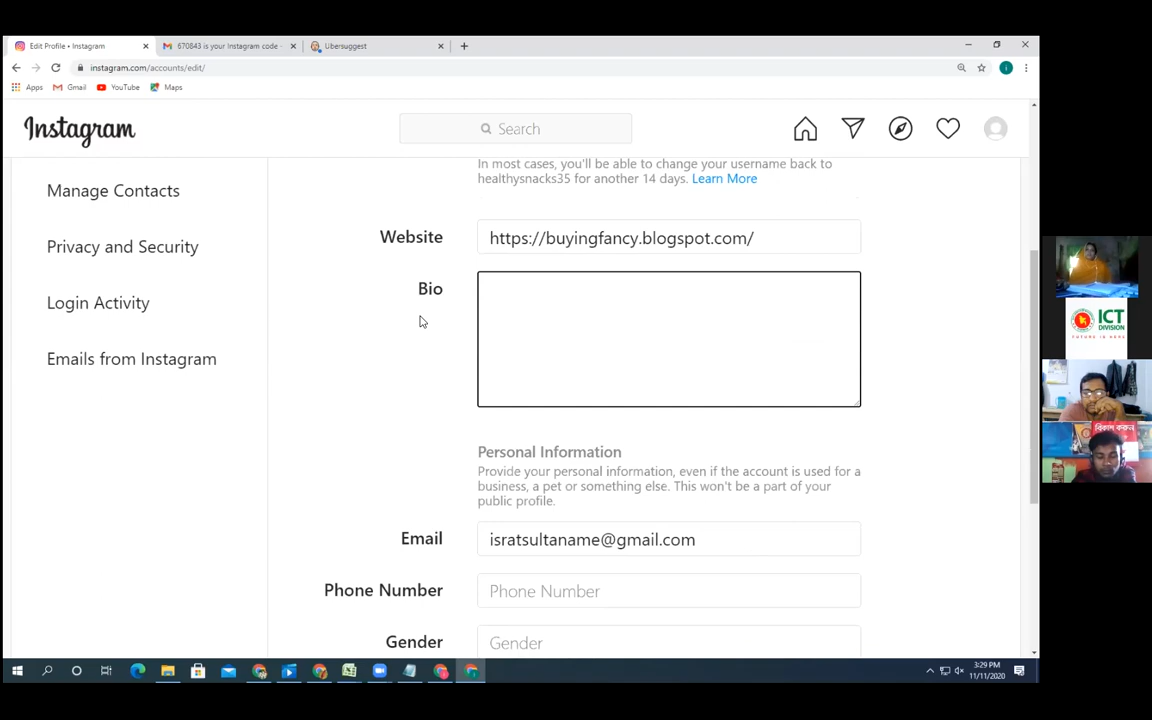 Edit Profile • Instagram
670843 is your Instagram code -
Ubersuggest
instagram.com/accounts/edit/
Apps
Gmail
YouTube
Maps
Instagram
Search
In most cases, you'll be able to change your username back to
healthysnacks35 for another 14 days. Learn More
Manage Contacts
Privacy and Security
Login Activity
Emails from Instagram
Website
https://buyingfancy.blogspot.com/
Bio
Personal Information
Provide your personal information, even if the account is used for a
business, a pet or something else. This won't be a part of your
public profile.
Email
isratsultaname@gmail.com
Phone Number
Phone Number
Gender
Gender
ICT
DIVISION
FUTURE IS HERE
বিকাশ করুন
3:29 PM
11/11/2020